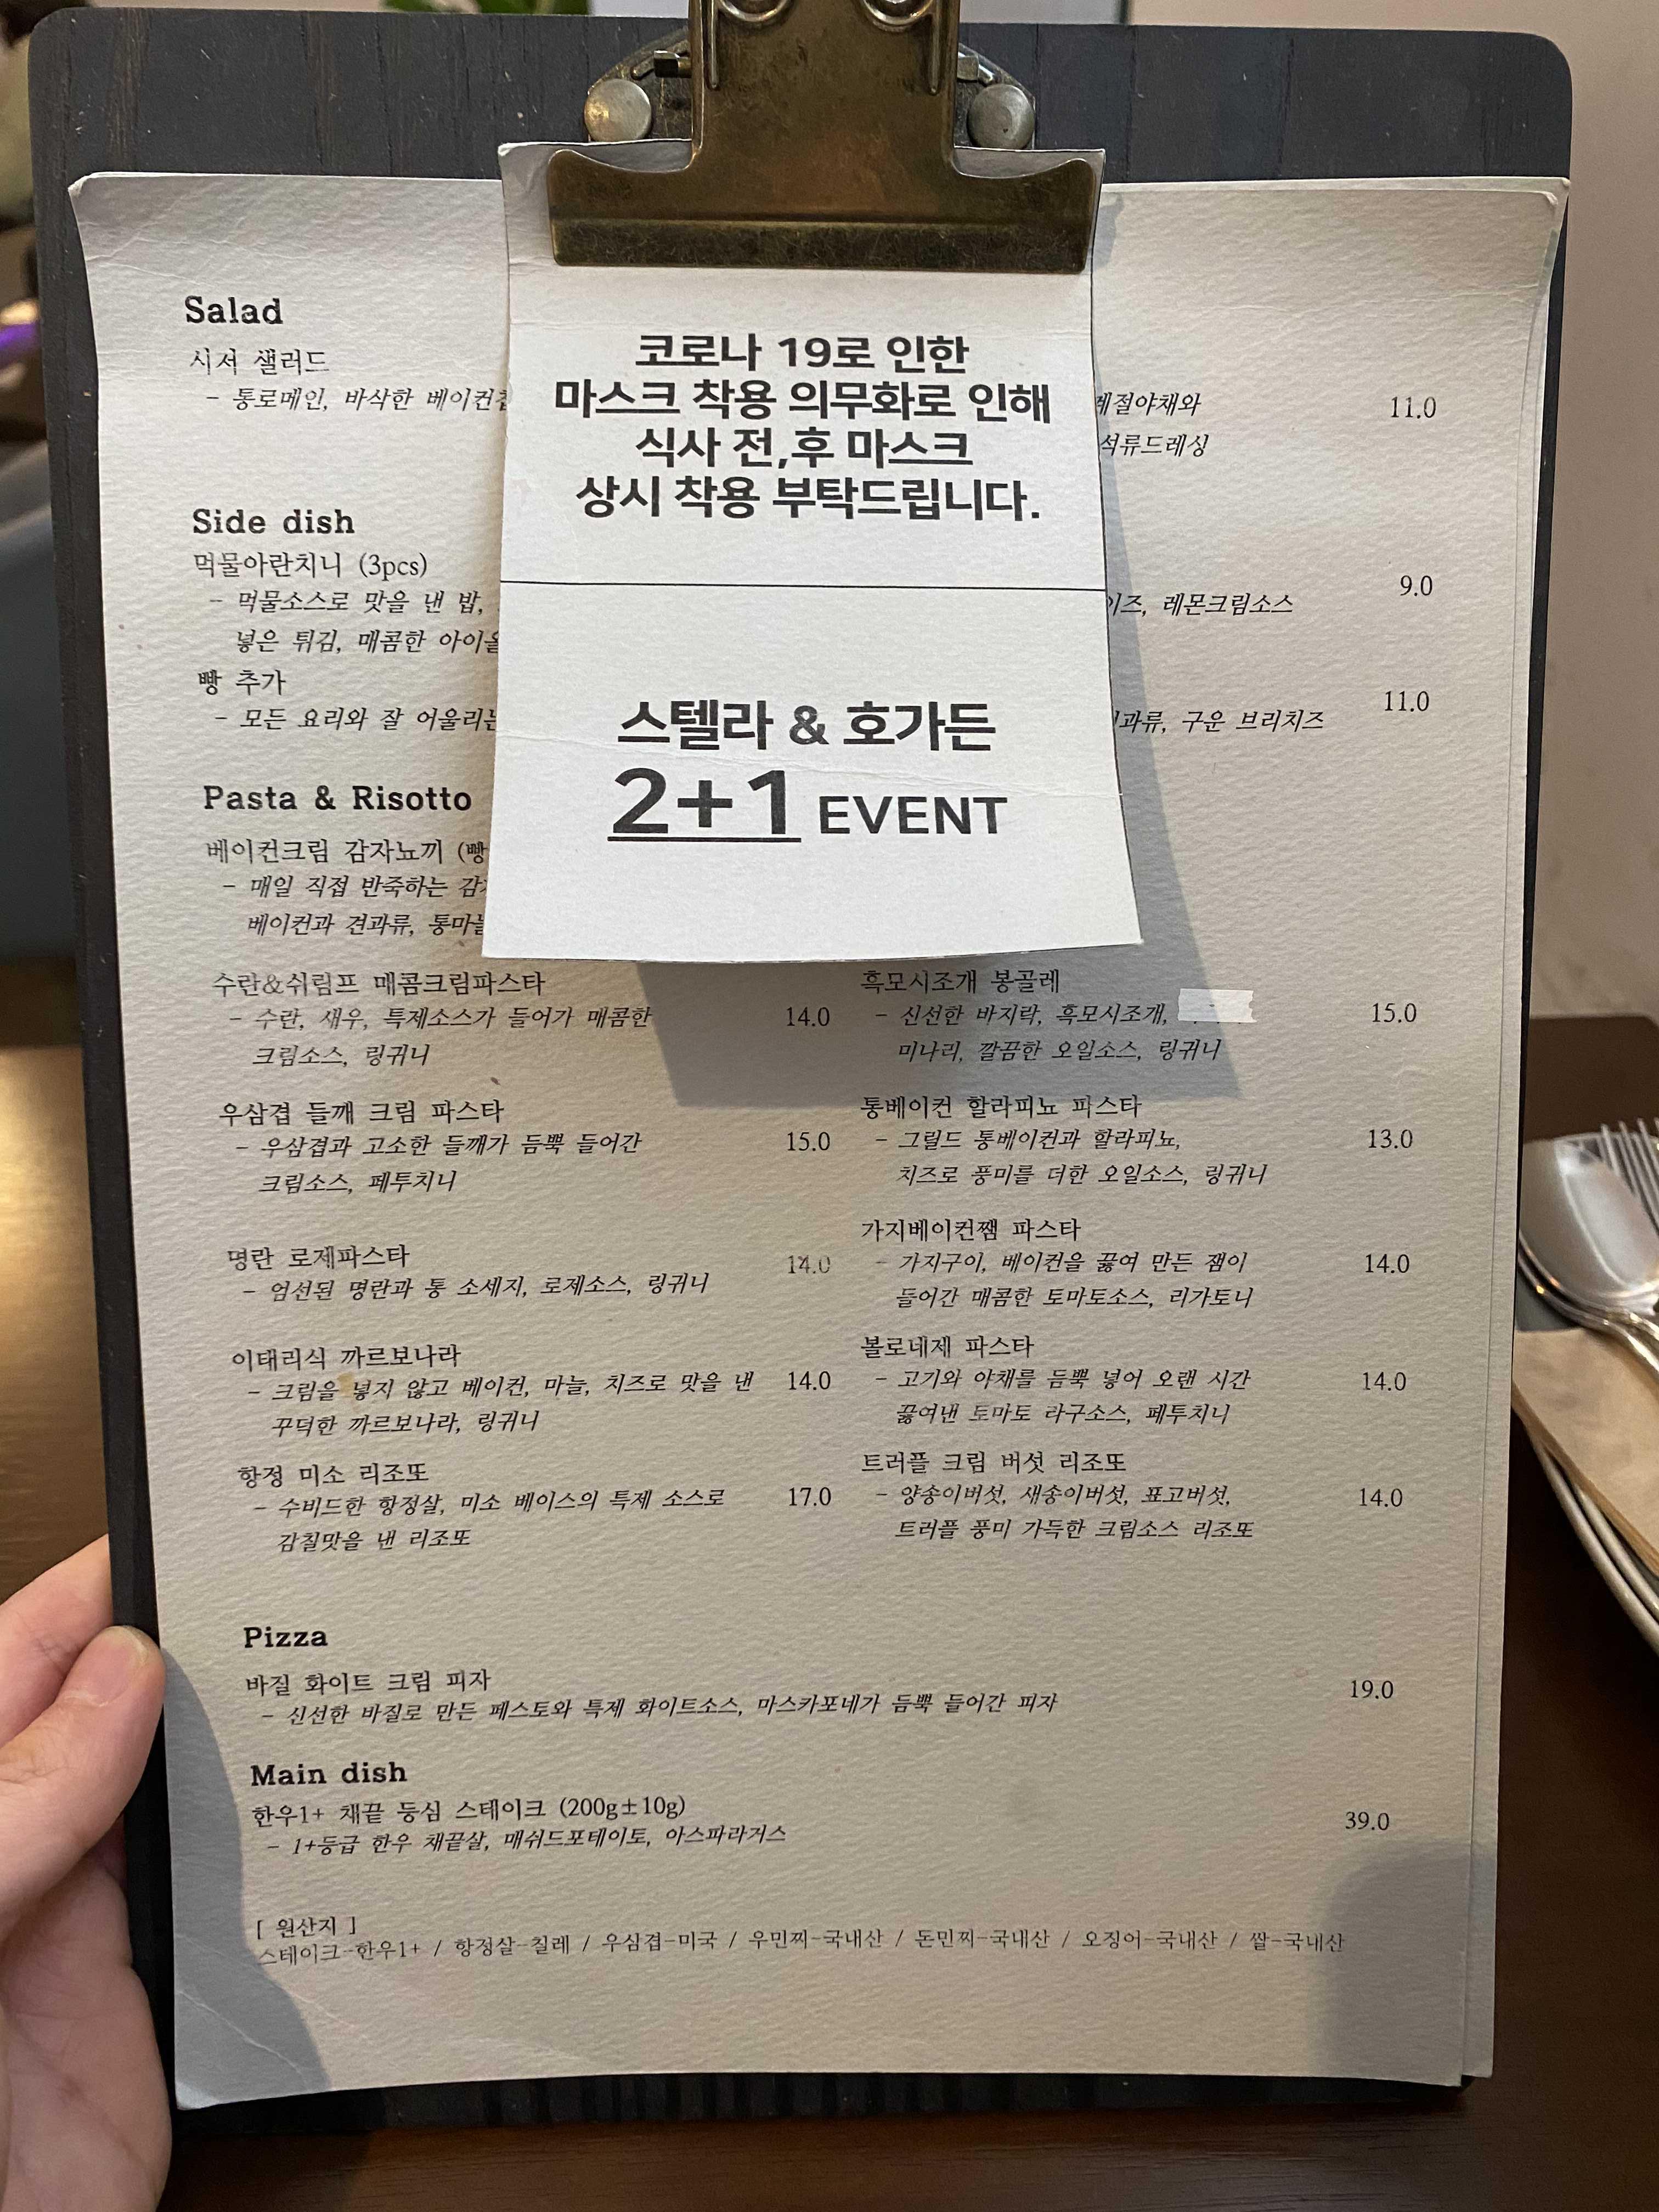 코로나 19로 인한
마스크 착용 의무화로 인해
식사 전,후 마스크
상시 착용 부탁드립니다.
스텔라 & 호가든
2+1 EVENT
Salad
시저 샐러드
- 통로메인, 바삭한 베이컨
11.0
석류드레싱
Side dish
먹물아란치니 (3pcs)
- 먹물소스로 맛을 낸 밥,
넣은 튀김, 매콤한
빵 추가
- 모든 요리와 잘 어울리는
9.0
레몬크림소스
11.0
구운 브리치즈
Pasta & Risotto
베이컨크림 감자뇨끼 (빵
- 매일 직접 반죽하는
베이컨과 견과류,
수란&쉬림프 매콤크림파스타
- 수란, 새우, 특제소스가 들어가 매콤한 14.0
크림소스, 링귀니
우삼겹 들깨 크림 파스타
- 우삼겹과 고소한 들깨가 듬뿍 들어간 15.0
크림소스, 페투치니
명란 로제파스타 14.0
- 엄선된 명란과 통 소세지, 로제소스, 링귀니
이태리식 까르보나라
- 크림을 넣지 않고 베이컨, 마늘, 치즈로 맛을 낸 14.0
꾸덕한 까르보나라, 링귀니
항정 미소 리조또
- 수비드한 항정살, 미소 베이스의 특제 소스로 17.0
감칠맛을 낸 리조또
흑모시조개 봉골레
- 신선한 바지락, 흑모시조개, 15.0
미나리, 깔끔한 오일소스, 링귀니
통베이컨 할라피뇨 파스타
- 그릴드 통베이컨과 할라피뇨, 13.0
치즈로 풍미를 더한 오일소스, 링귀니
가지베이컨쨈 파스타
- 가지구이, 베이컨을 끓여 만든 잼이 14.0
들어간 매콤한 토마토소스, 리가토니
볼로네제 파스타
- 고기와 야채를 듬뿍 넣어 오랜 시간 14.0
끓여낸 토마토 라구소스, 페투치니
트러플 크림 버섯 리조또
- 양송이버섯, 새송이버섯, 표고버섯, 14.0
트러플 풍미 가득한 크림소스 리조또
Pizza
바질 화이트 크림 피자 19.0
- 신선한 바질로 만든 페스토와 특제 화이트소스, 마스카포네가 듬뿍 들어간 피자
Main dish
한우1+ 채끝 등심 스테이크 (200g±10g) 39.0
- 1+등급 한우 채끝살, 매쉬드포테이토, 아스파라거스
[ 원산지 ]
스테이크-한우1+ / 항정살-칠레 / 우삼겹-미국 / 우민찌-국내산 / 돈민찌-국내산 / 오징어-국내산 / 쌀-국내산